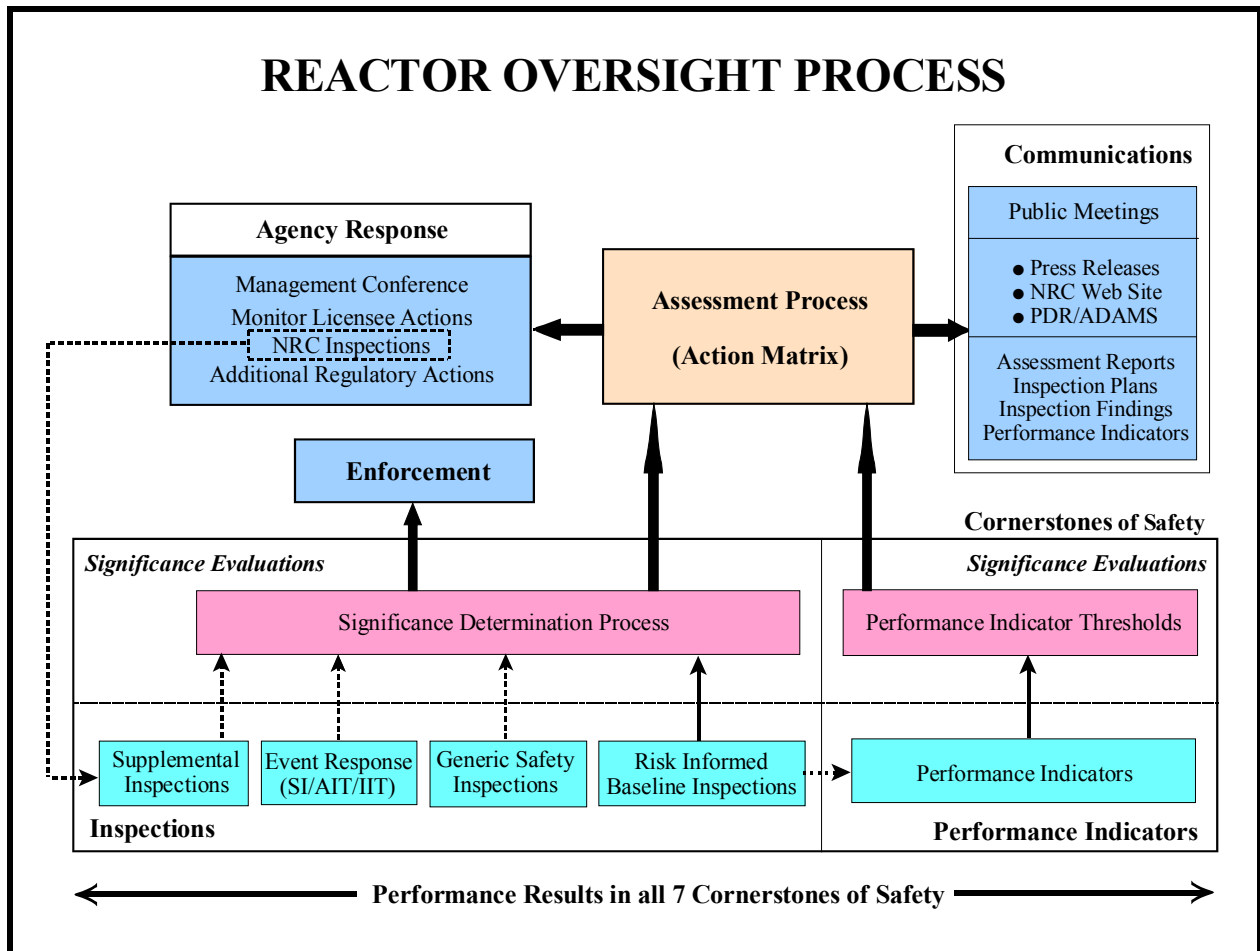 REACTOR OVERSIGHT PROCESS
Communications
Public Meetings
● Press Releases
● NRC Web Site
● PDR/ADAMS
Assessment Reports
Inspection Plans
Inspection Findings
Performance Indicators
Agency Response
Management Conference
Monitor Licensee Actions
NRC Inspections
Additional Regulatory Actions
Assessment Process
(Action Matrix)
Enforcement
Cornerstones of Safety
Significance Evaluations
Significance Evaluations
Significance Determination Process
Performance Indicator Thresholds
Supplemental
Inspections
Event Response
(SI/AIT/IIT)
Generic Safety
Inspections
Risk Informed
Baseline Inspections
Performance Indicators
Inspections
Performance Indicators
Performance Results in all 7 Cornerstones of Safety